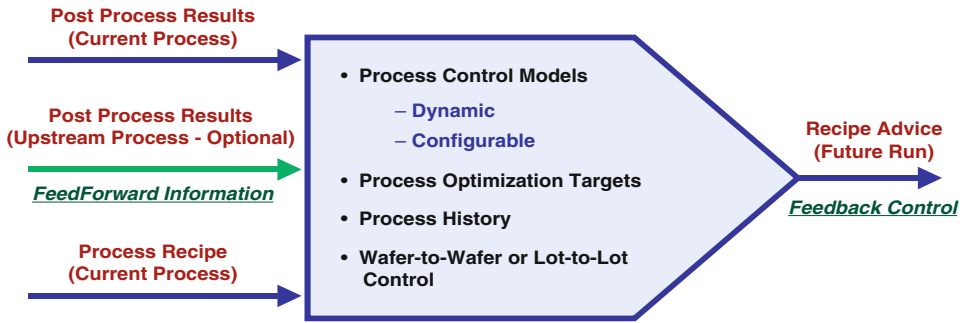 Post Process Results
(Current Process)
Post Process Results
(Upstream Process - Optional)
FeedForward Information
Process Recipe
(Current Process)
• Process Control Models
– Dynamic
– Configurable
• Process Optimization Targets
• Process History
• Wafer-to-Wafer or Lot-to-Lot
Control
Recipe Advice
(Future Run)
Feedback Control